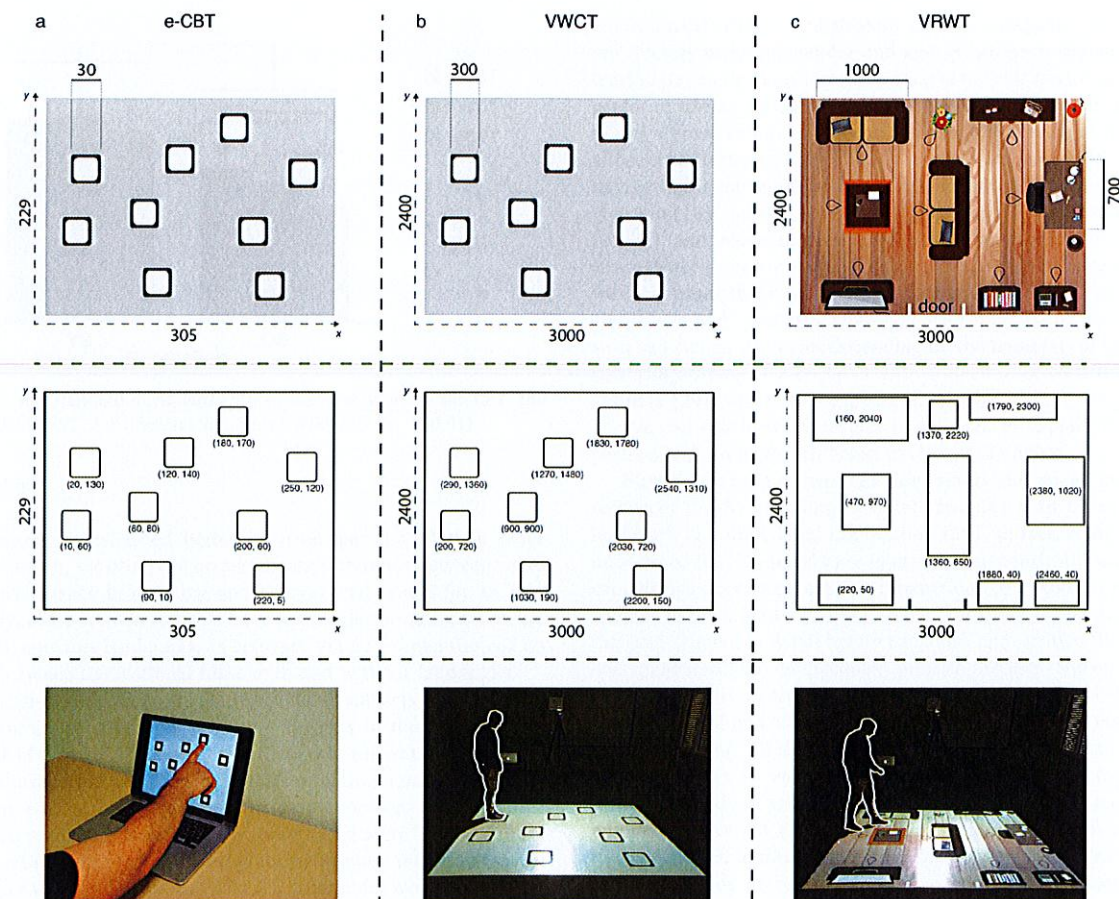 a e-CBT
b VWCT
c VRWT
30
300
1000
y
y
y
229
2400
2400
700
door
305
x
3000
x
3000
x
y
y
y
(180, 170)
(20, 130)
(120, 140)
(250, 120)
(60, 80)
(10, 60)
(200, 60)
(90, 10)
(220, 5)
229
305
x
(1830, 1780)
(290, 1360)
(1270, 1480)
(2540, 1310)
(900, 900)
(200, 720)
(2030, 720)
(1030, 190)
(2200, 150)
2400
3000
x
(160, 2040)
(1790, 2300)
(1370, 2220)
(470, 970)
(2380, 1020)
(1360, 650)
(220, 50)
(1880, 40)
(2460, 40)
2400
3000
x